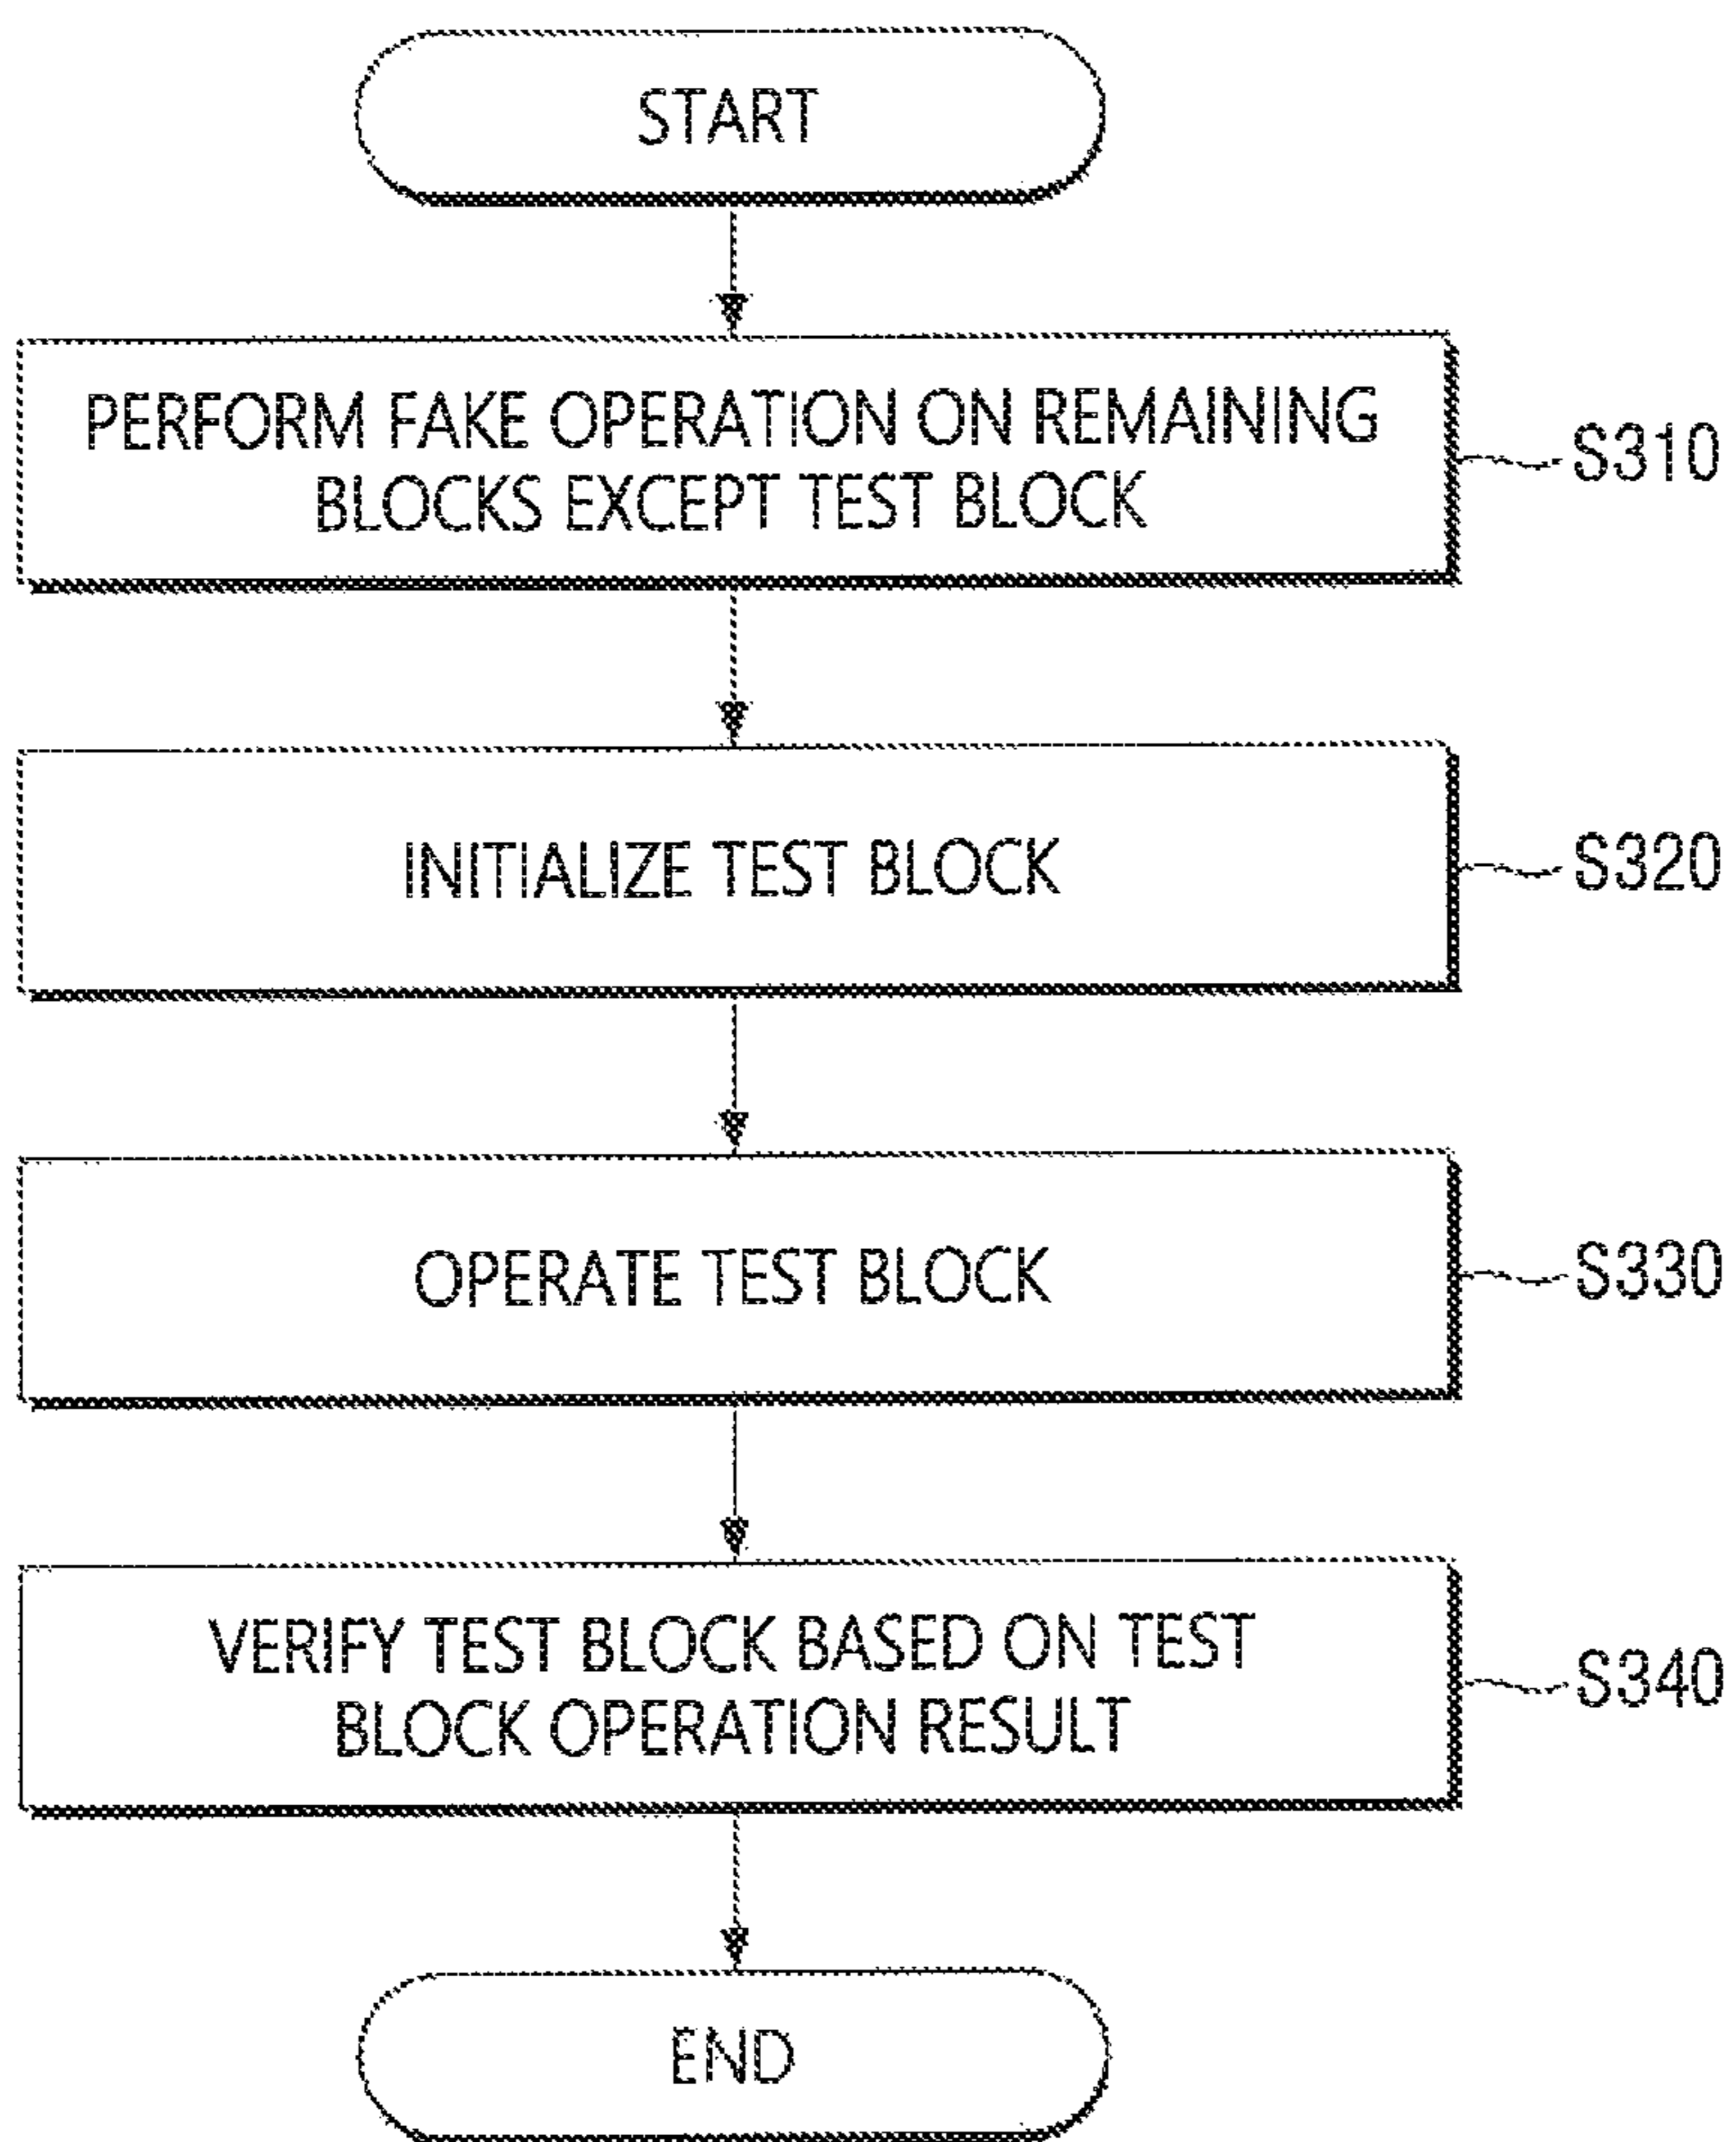 START
PERFORM FAKE OPERATION ON REMAINING
BLOCKS EXCEPT TEST BLOCK
S310
INITIALIZE TEST BLOCK
S320
OPERATE TEST BLOCK
S330
VERIFY TEST BLOCK BASED ON TEST
BLOCK OPERATION RESULT
S340
END